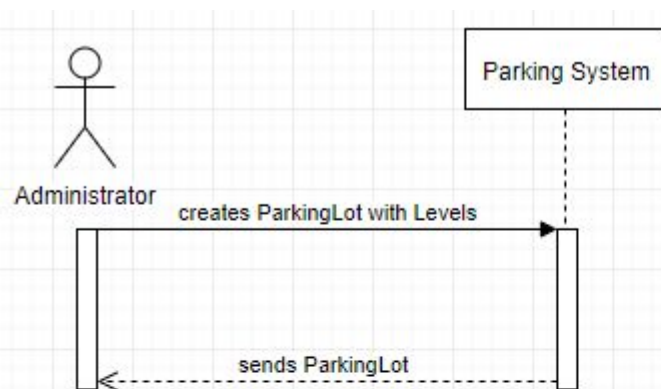 Parking System
Administrator
creates ParkingLot with Levels
sends ParkingLot